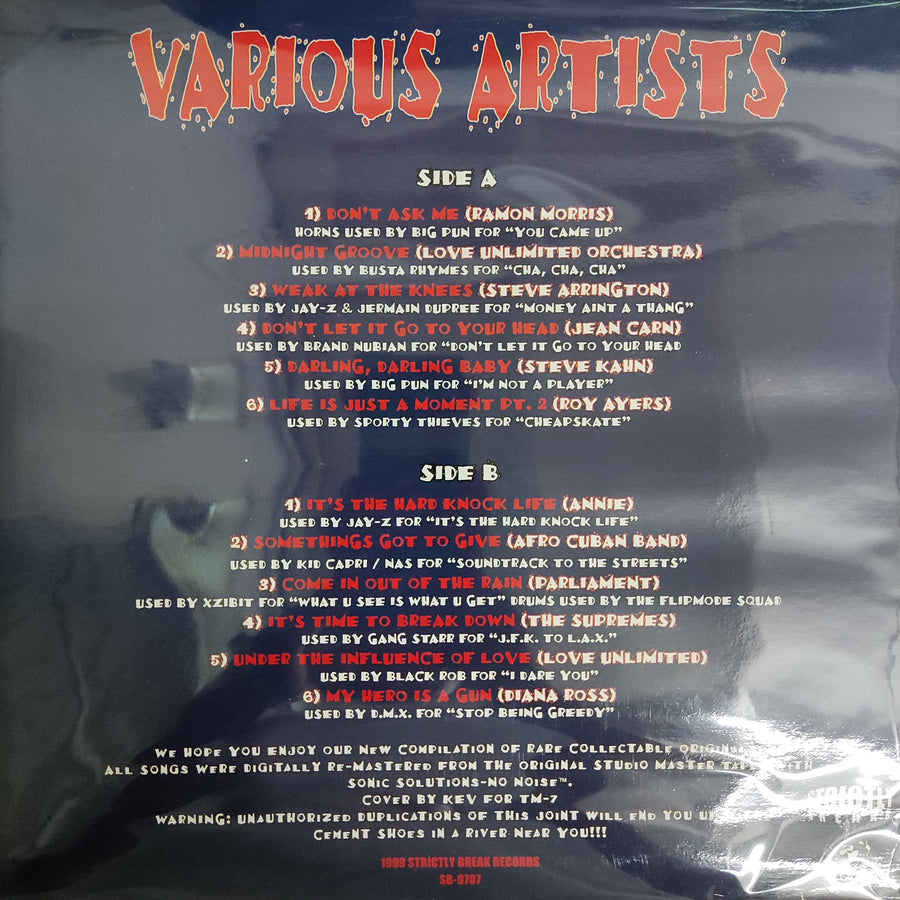 VARIOUS ARTISTS
SIDE A
1) DON'T ASK ME (RAMON MORRIS)
HORNS USED BY BIG PUN FOR "YOU CAME UP"
2) MIDNIGHT GROOVE (LOVE UNLIMITED ORCHESTRA)
USED BY BUSTA RHYMES FOR "CHA, CHA, CHA"
3) WEAK AT THE KNEES (STEVE ARRINGTON)
USED BY JAY-Z & JERMAIN DUPREE FOR "MONEY AINT A THANG"
4) DON'T LET IT GO TO YOUR HEAD (JEAN CARN)
USED BY BRAND NUBIAN FOR "DON'T LET IT GO TO YOUR HEAD
5) DARLING, DARLING BABY (STEVE KAHN)
USED BY BIG PUN FOR "I'M NOT A PLAYER"
6) LIFE IS JUST A MOMENT PT. 2 (ROY AYERS)
USED BY SPORTY THIEVES FOR "CHEAPSKATE"
SIDE B
1) IT'S THE HARD KNOCK LIFE (ANNIE)
USED BY JAY-Z FOR "IT'S THE HARD KNOCK LIFE"
2) SOMETHINGS GOT TO GIVE (AFRO CUBAN BAND)
USED BY KID CAPRI / NAS FOR "SOUNDTRACK TO THE STREETS"
3) COME IN OUT OF THE RAIN (PARLIAMENT)
USED BY XZIBIT FOR "WHAT U SEE IS WHAT U GET" DRUMS USED BY THE FLIPMODE SQUAD
4) IT'S TIME TO BREAK DOWN (THE SUPREMES)
USED BY GANG STARR FOR "J.F.K. TO L.A.X."
5) UNDER THE INFLUENCE OF LOVE (LOVE UNLIMITED)
USED BY BLACK ROB FOR "I DARE YOU"
6) MY HERO IS A GUN (DIANA ROSS)
USED BY D.M.X. FOR "STOP BEING GREEDY"
WE HOPE YOU ENJOY OUR NEW COMPILATION OF RARE COLLECTABLE
ALL SONGS WERE DIGITALLY RE-MASTERED FROM THE ORIGINAL STUDIO MASTER TAPES WITH
SONIC SOLUTIONS-NO NOISE™.
COVER BY KEV FOR TM-7
WARNING: UNAUTHORIZED DUPLICATIONS OF THIS JOINT WILL END YOU UP
CEMENT SHOES IN A RIVER NEAR YOU!!!
STRICTLY
1999 STRICTLY BREAK RECORDS
SB-9707